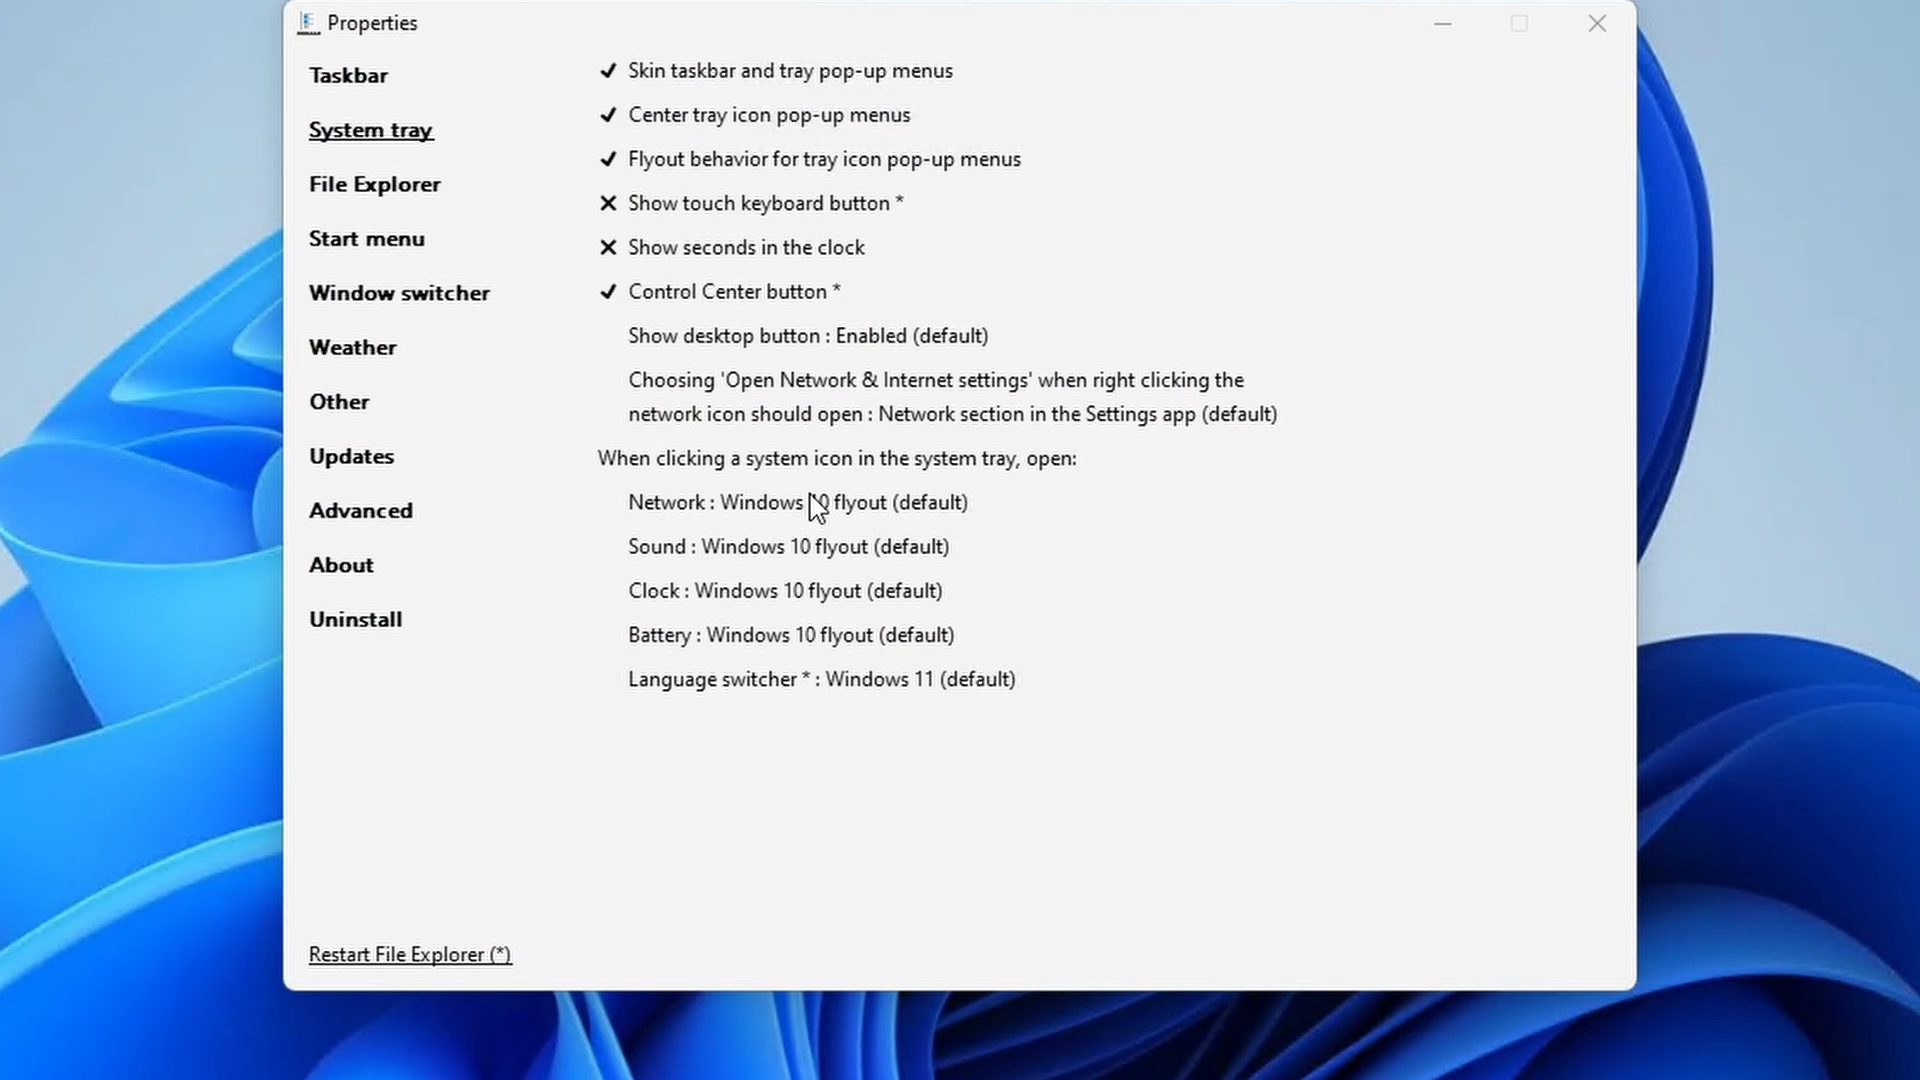 Properties
Taskbar
System tray
File Explorer
Start menu
Window switcher
Weather
Other
Updates
Advanced
About
Uninstall
Restart File Explorer (*)
Skin taskbar and tray pop-up menus
Center tray icon pop-up menus
Flyout behavior for tray icon pop-up menus
Show touch keyboard button *
Show seconds in the clock
Control Center button *
Show desktop button : Enabled (default)
Choosing 'Open Network & Internet settings' when right clicking the
network icon should open : Network section in the Settings app (default)
When clicking a system icon in the system tray, open:
Network : Windows 10 flyout (default)
Sound : Windows 10 flyout (default)
Clock : Windows 10 flyout (default)
Battery : Windows 10 flyout (default)
Language switcher * : Windows 11 (default)